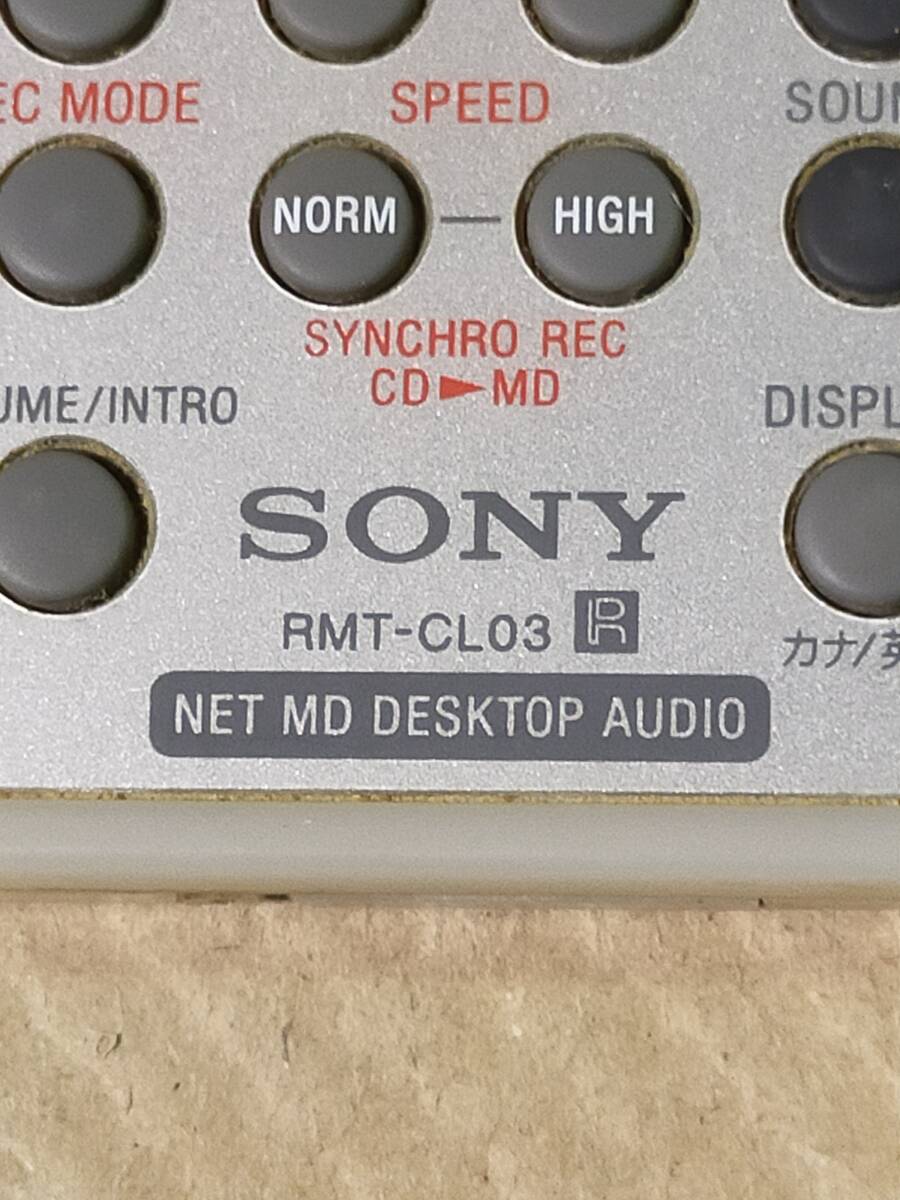 EC MODE SPEED SOUN
NORM — HIGH
SYNCHRO REC
CD►MD
UME/INTRO DISPL
SONY
RMT-CL03 R
カナ/英
NET MD DESKTOP AUDIO